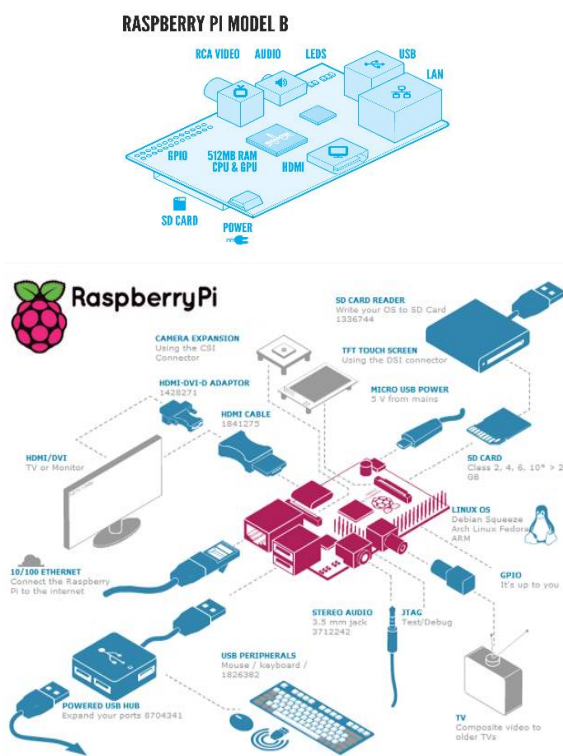 RASPBERRY PI MODEL B
RCA VIDEO
AUDIO
LEDS
USB
LAN
GPIO
512MB RAM
CPU & GPU
HDMI
SD CARD
POWER
RaspberryPi
SD CARD READER
Write your OS to SD Card
1336744
CAMERA EXPANSION
Using the CSI
Connector
TFT TOUCH SCREEN
Using the DSI connector
HDMI-DVI-D ADAPTOR
1428271
MICRO USB POWER
5 V from mains
HDMI CABLE
1841275
HDMI/DVI
TV or Monitor
SD CARD
Class 2, 4, 6, 10* > 2
GB
LINUX OS
Debian Squeeze
Arch Linux Fedora
ARM
10/100 ETHERNET
Connect the Raspberry
Pi to the internet
GPIO
It's up to you
STEREO AUDIO
3.5 mm jack
3712242
JTAG
Test/Debug
USB PERIPHERALS
Mouse / keyboard /
1826382
POWERED USB HUB
Expand your ports 8704341
TV
Composite video to
older TVs